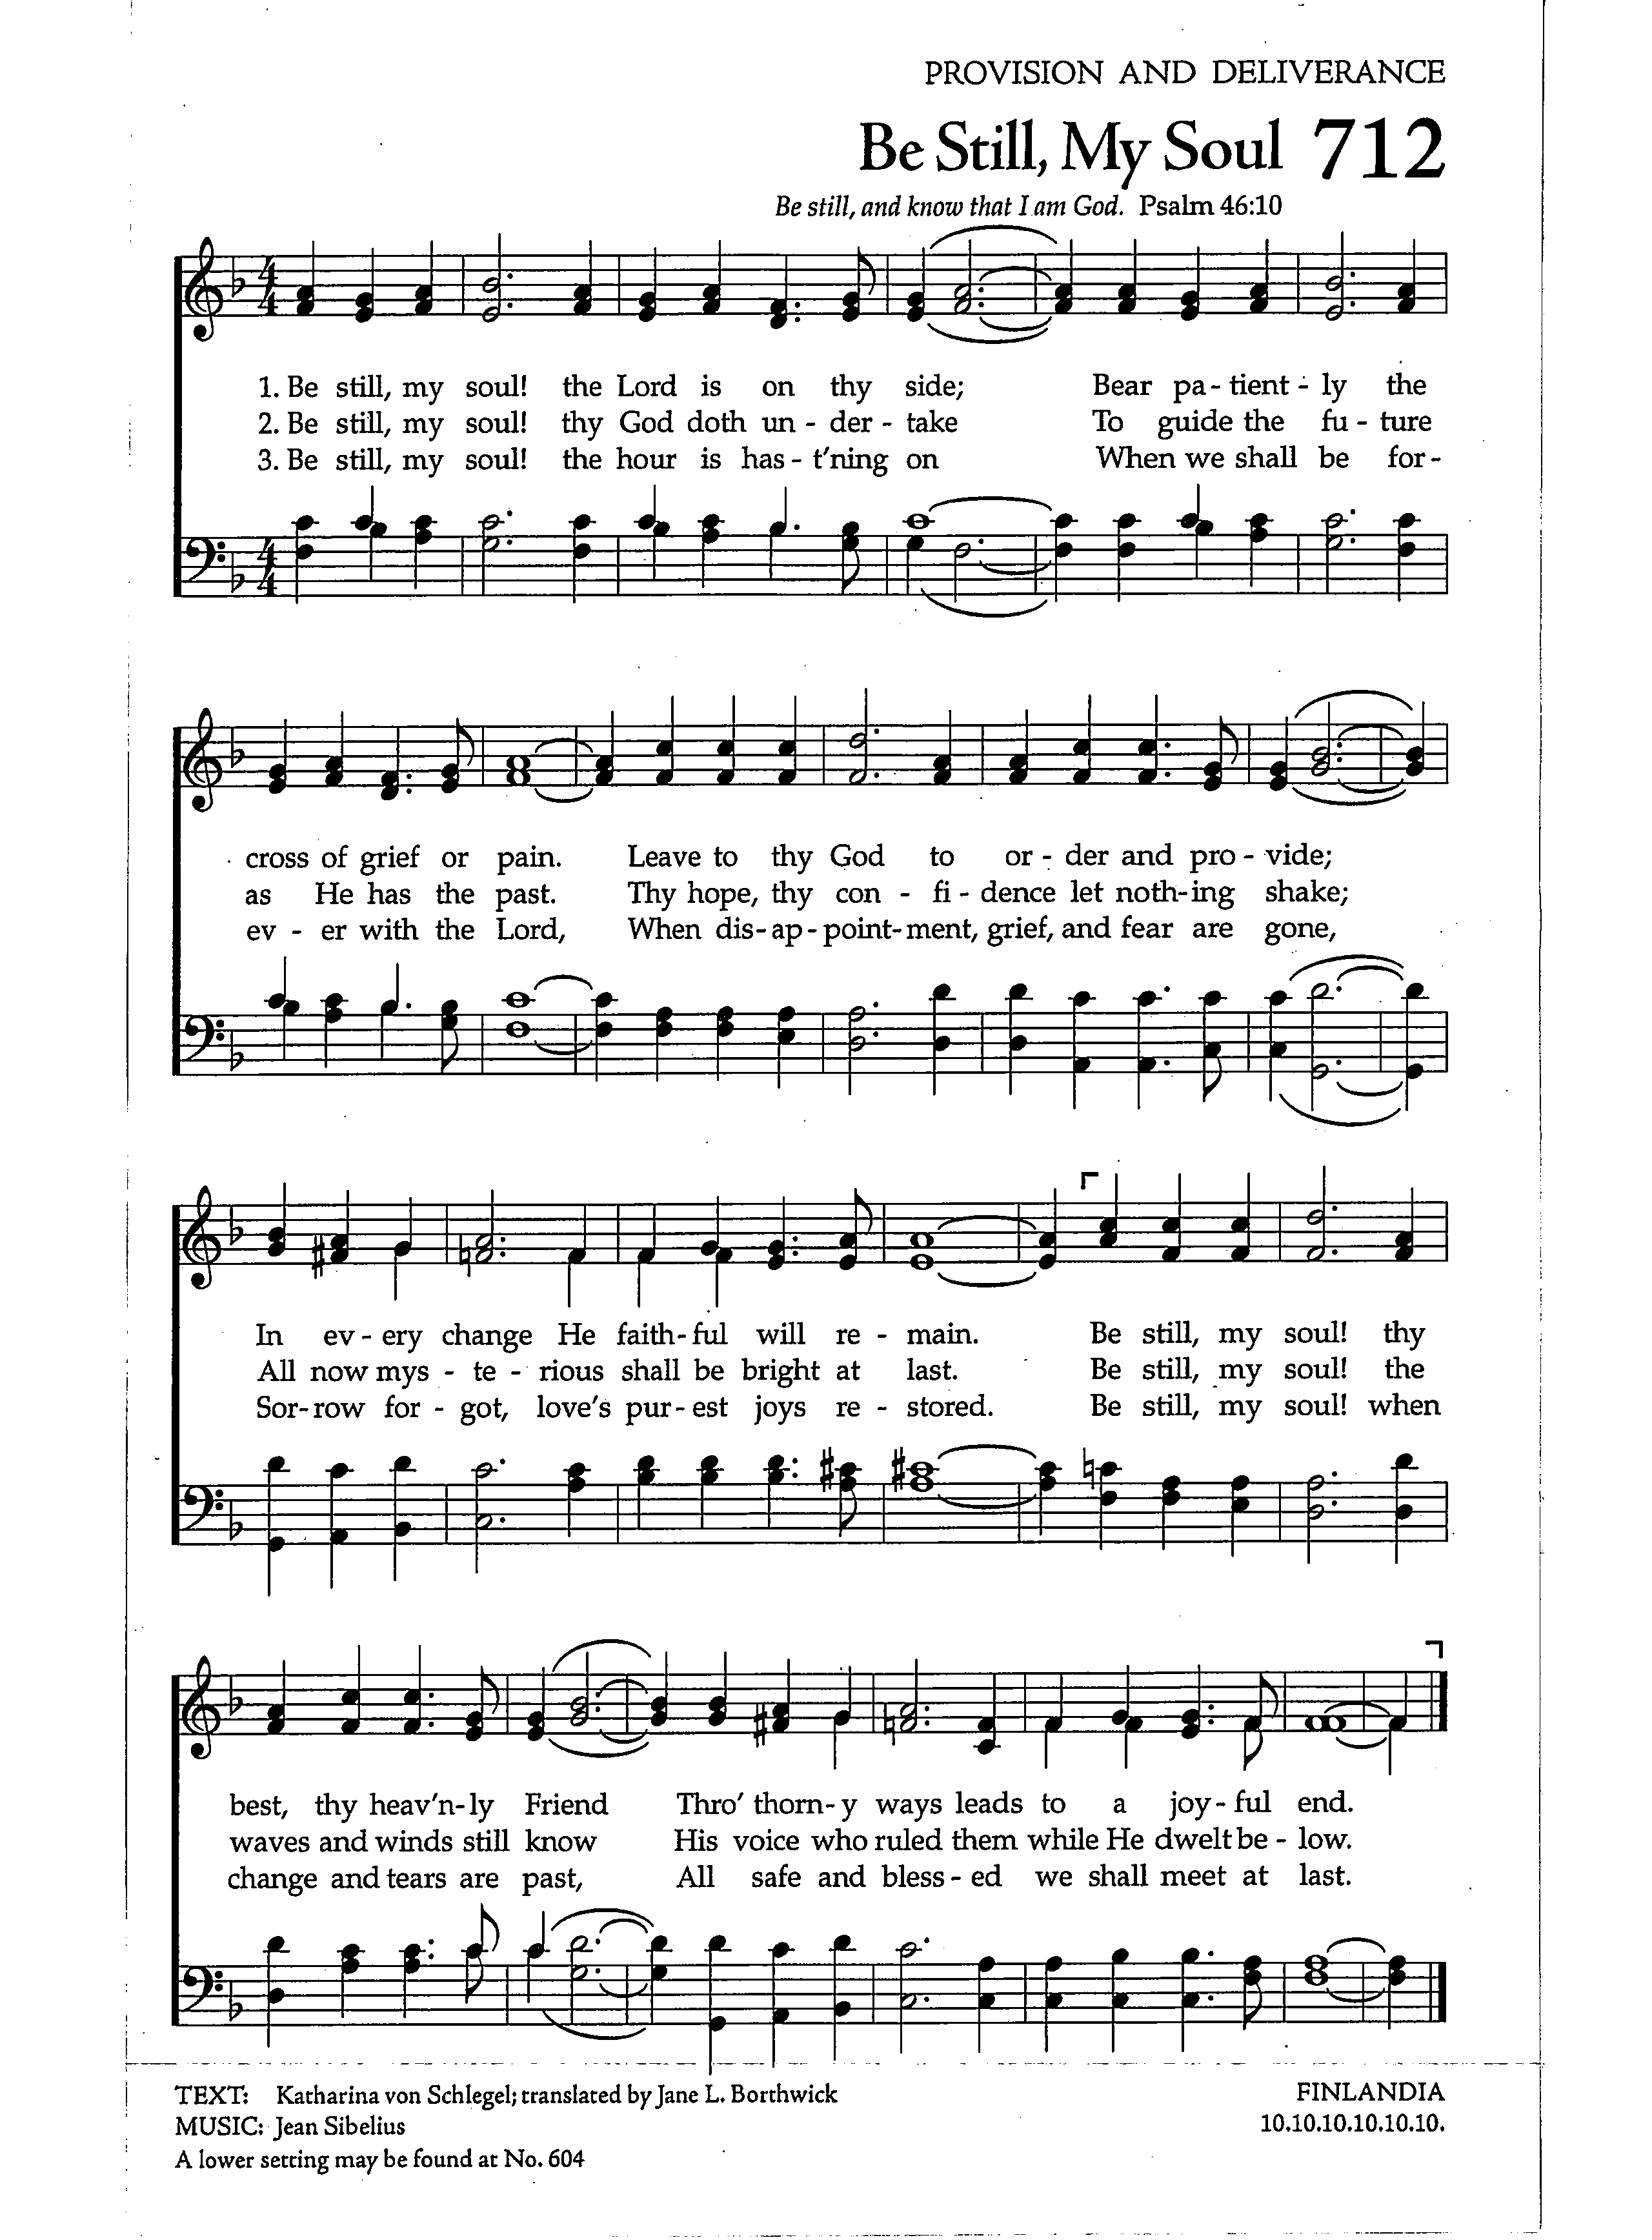 PROVISION AND DELIVERANCE
Be Still, My Soul 712
Be still, and know that I am God. Psalm 46:10
1. Be still, my soul! the Lord is on thy side; Bear pa - tient - ly the
2. Be still, my soul! thy God doth un - der - take To guide the fu - ture
3. Be still, my soul! the hour is has - t'ning on When we shall be for -
cross of grief or pain. Leave to thy God to or - der and pro - vide;
as He has the past. Thy hope, thy con - fi - dence let noth - ing shake;
ev - er with the Lord, When dis - ap - point - ment, grief, and fear are gone,
In ev - ery change He faith - ful will re - main. Be still, my soul! thy
All now mys - te - rious shall be bright at last. Be still, my soul! the
Sor - row for - got, love's pur - est joys re - stored. Be still, my soul! when
best, thy heav'n - ly Friend Thro' thorn - y ways leads to a joy - ful end.
waves and winds still know His voice who ruled them while He dwelt be - low.
change and tears are past, All safe and bless - ed we shall meet at last.
TEXT: Katharina von Schlegel; translated by Jane L. Borthwick
MUSIC: Jean Sibelius
A lower setting may be found at No. 604
FINLANDIA
10.10.10.10.10.10.